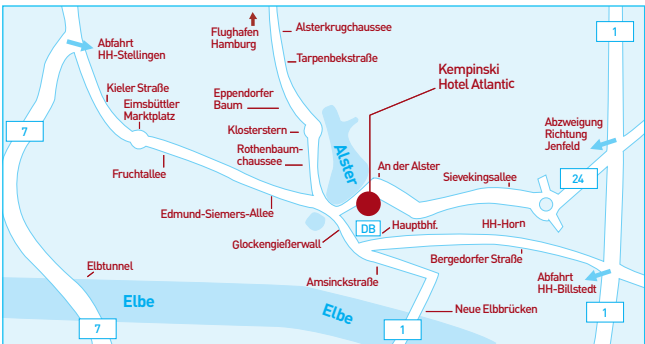 Flughafen
Hamburg
Alsterkrugchaussee
1
Abfahrt
HH-Stellingen
Tarpenbekstraße
Kempinski
Hotel Atlantic
Kieler Straße
Eimsbüttler
Marktplatz
Eppendorfer
Baum
7
Klosterstern
Abzweigung
Richtung
Jenfeld
Rothenbaum-
chaussee
Alster
An der Alster
Fruchtallee
Sievekingsallee
24
Edmund-Siemers-Allee
DB
Hauptbhf.
HH-Horn
Glockengießerwall
Bergedorfer Straße
Elbtunnel
Amsinckstraße
Abfahrt
HH-Billstedt
Elbe
Elbe
Neue Elbbrücken
1
7
1